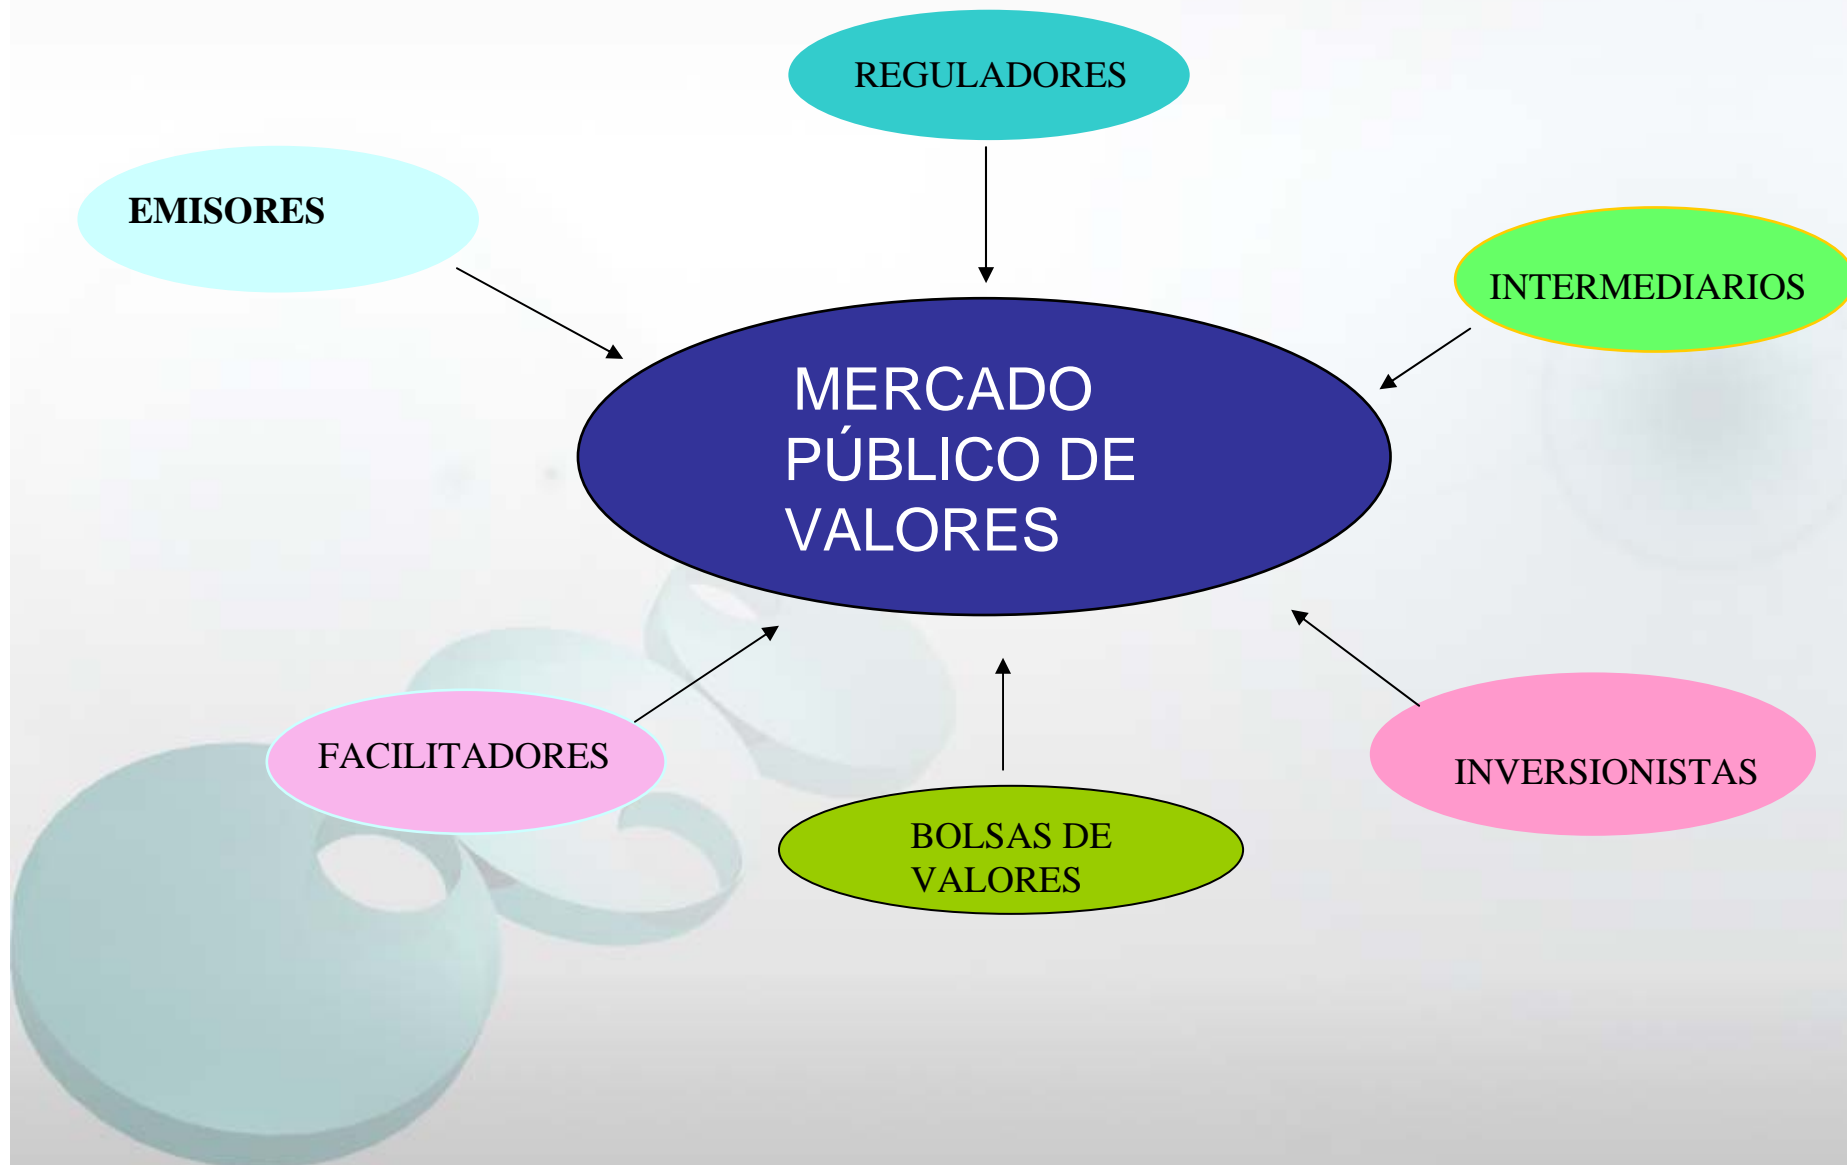 REGULADORES
EMISORES
INTERMEDIARIOS
MERCADO
PÚBLICO DE
VALORES
FACILITADORES
INVERSIONISTAS
BOLSAS DE
VALORES